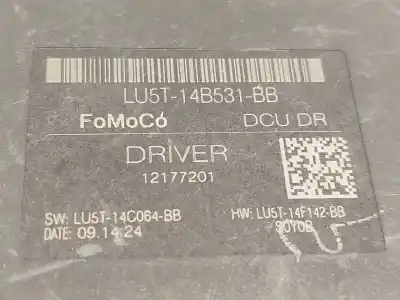 LU5T-14B531-BB
FoMoCo DCU DR
DRIVER
12177201
SW: LU5T-14C064-BB HW: LU5T-14F142-BB
DATE: 09.14.24